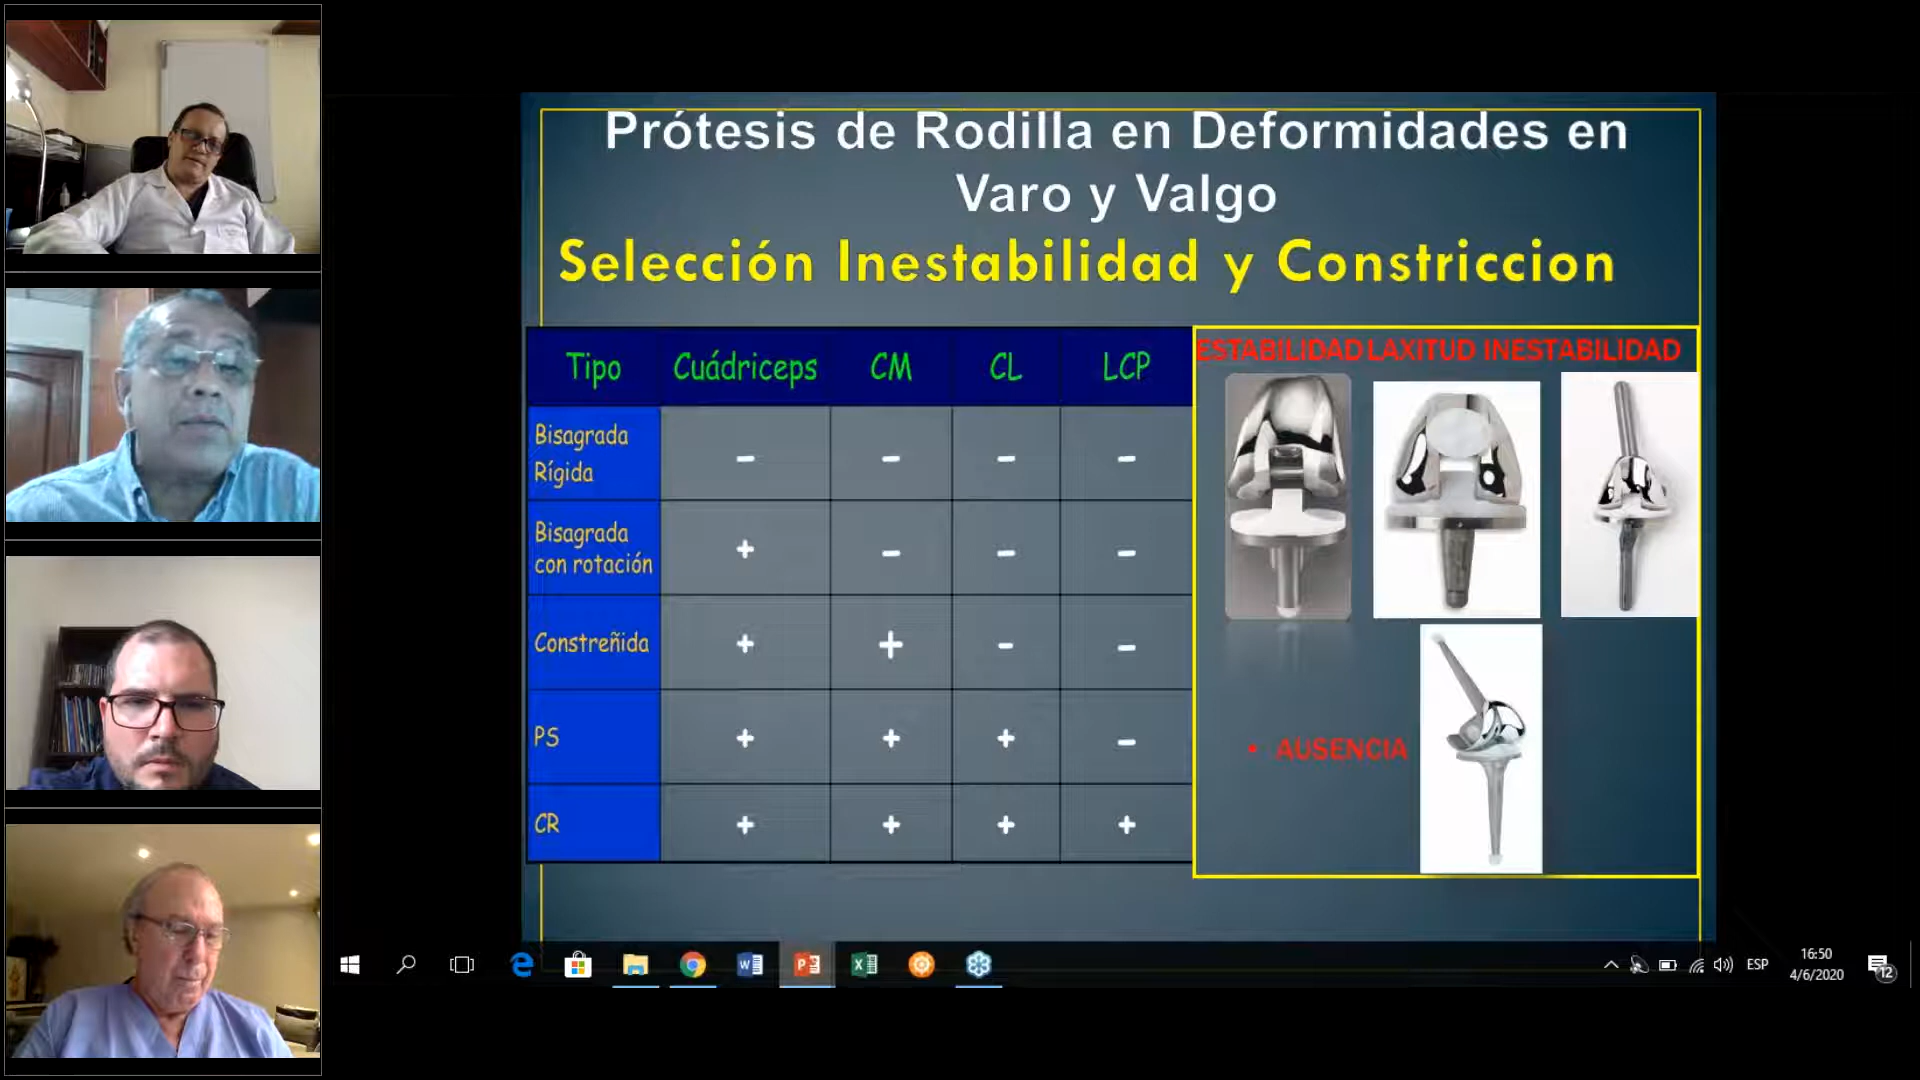 Prótesis de Rodilla en Deformidades en
Varo y Valgo
Selección Inestabilidad y Constriccion
Tipo Cuádriceps CM CL LCP
Bisagrada
Rígida
– – – –
Bisagrada
con rotación
+ – – –
Constreñida + + – –
PS + + + –
CR + + + +
ESTABILIDAD LAXITUD INESTABILIDAD
• AUSENCIA
ESP
16:50
4/6/2020
12